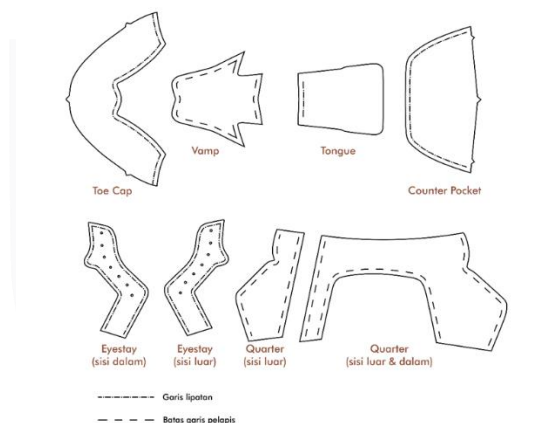 Toe Cap
Vamp
Tongue
Counter Pocket
Eyestay
(sisi dalam)
Eyestay
(sisi luar)
Quarter
(sisi luar)
Quarter
(sisi luar & dalam)
Garis lipatan
Batas garis pelapis